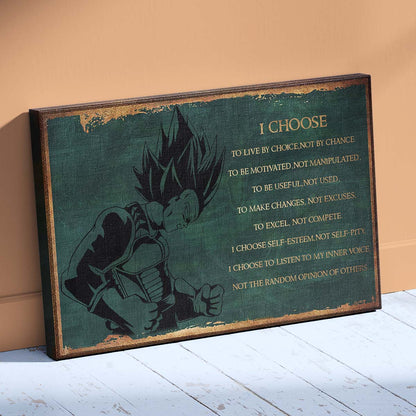 I CHOOSE
TO LIVE BY CHOICE,NOT BY CHANCE
TO BE MOTIVATED,NOT MANIPULATED,
TO BE USEFUL,NOT USED,
TO MAKE CHANGES, NOT EXCUSES
TO EXCEL, NOT COMPETE
I CHOOSE SELF-ESTEEM,NOT SELF-PITY,
I CHOOSE TO LISTEN TO MY INNER VOICE
NOT THE RANDOM OPINION OF OTHERS.